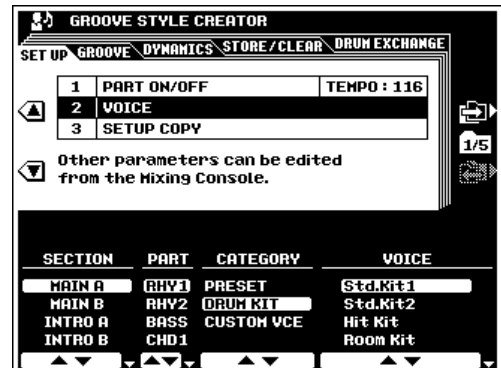 GROOVE STYLE CREATOR
SET UP GROOVE DYNAMICS STORE/CLEAR DRUM EXCHANGE
1 PART ON/OFF TEMPO : 116
2 VOICE
3 SETUP COPY
1/5
Other parameters can be edited
from the Mixing Console.
SECTION PART CATEGORY VOICE
MAIN A RHY1 PRESET Std.Kit1
MAIN B RHY2 DRUM KIT Std.Kit2
INTRO A BASS CUSTOM VCE Hit Kit
INTRO B CHD1 Room Kit